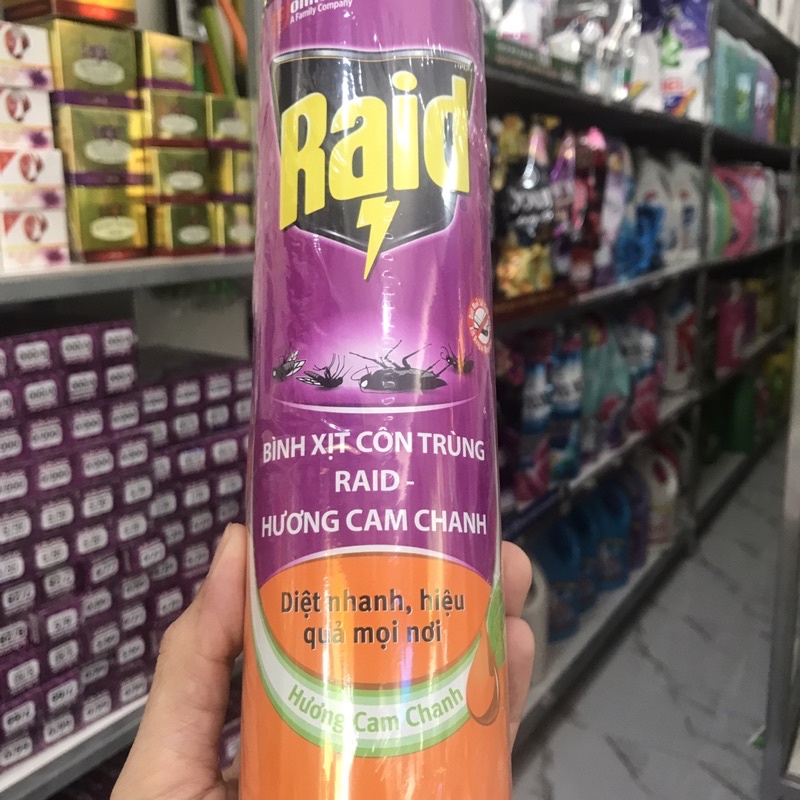 A Family Company
Raid
BÌNH XỊT CÔN TRÙNG
RAID -
HƯƠNG CAM CHANH
Diệt nhanh, hiệu
quả mọi nơi
Hương Cam Chanh